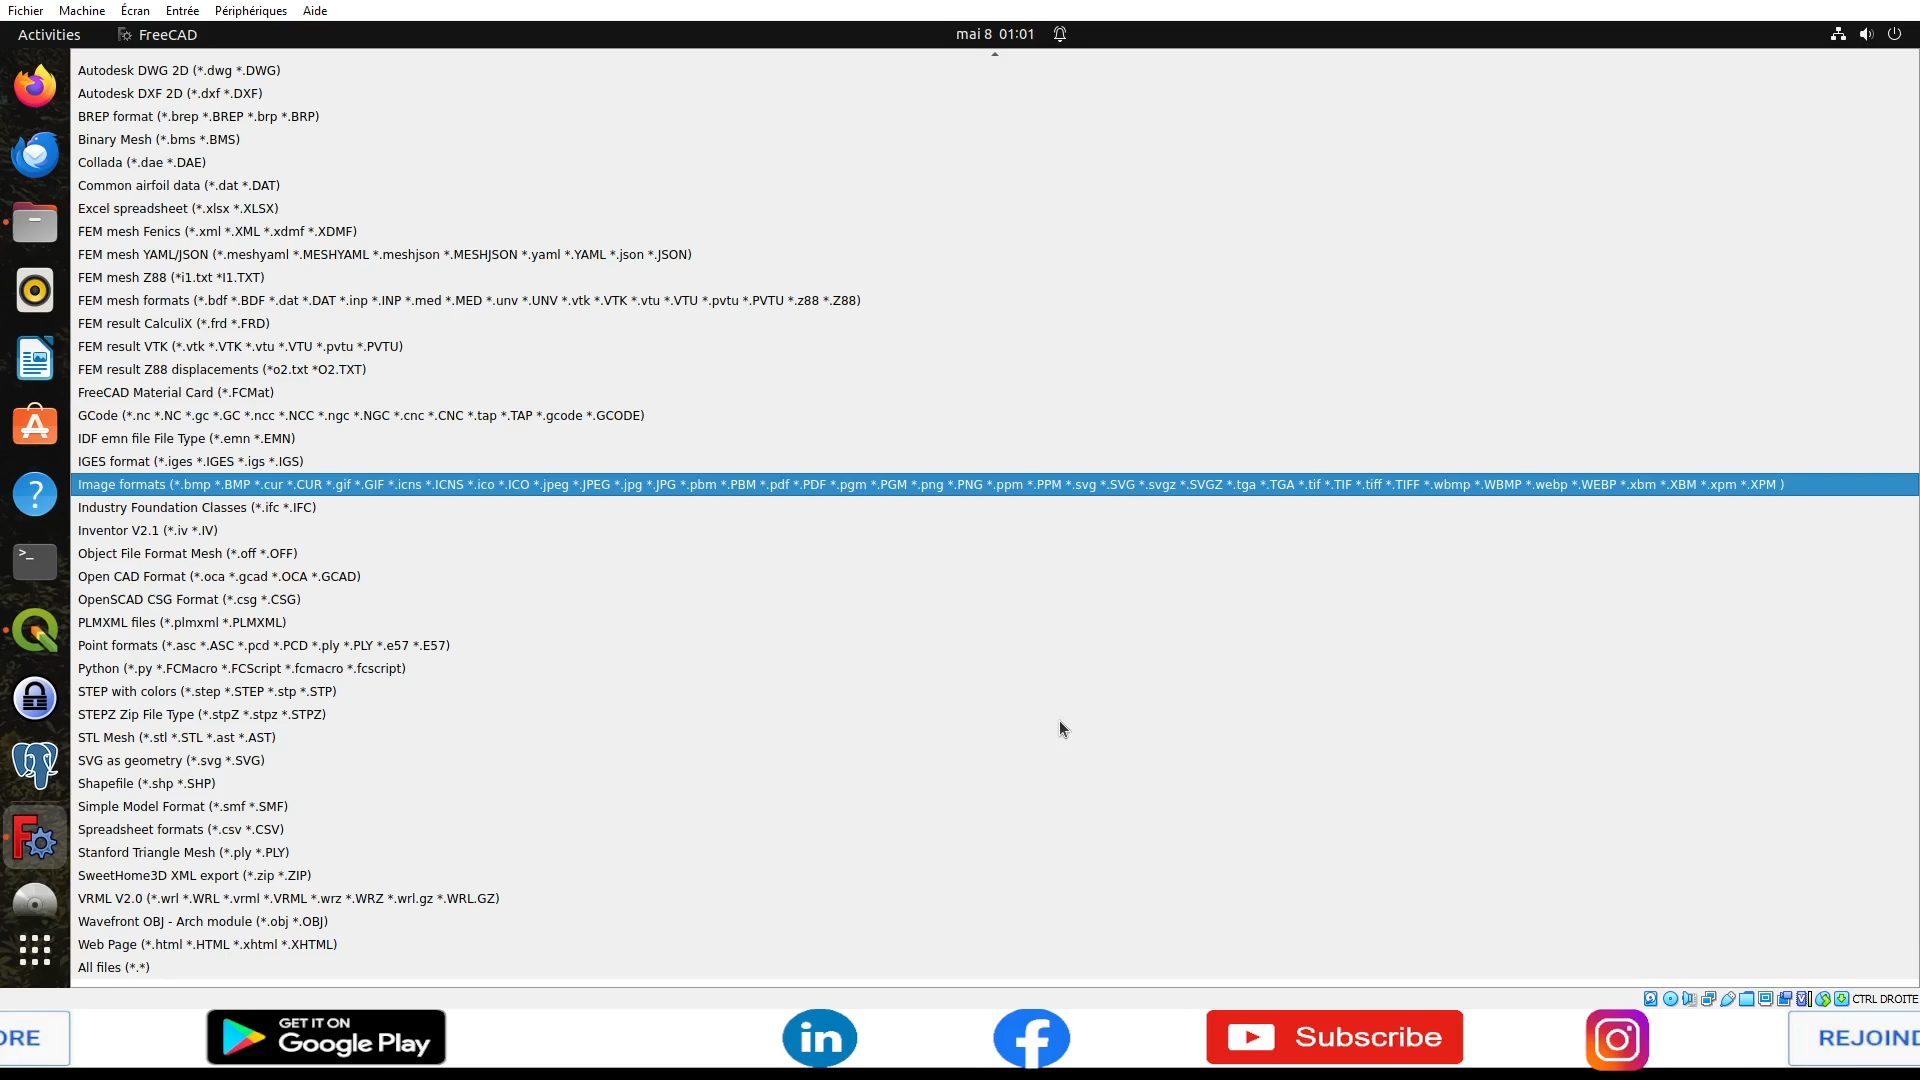 Fichier Machine Écran Entrée Périphériques Aide
Activities FreeCAD mai 8 01:01
Autodesk DWG 2D (*.dwg *.DWG)
Autodesk DXF 2D (*.dxf *.DXF)
BREP format (*.brep *.BREP *.brp *.BRP)
Binary Mesh (*.bms *.BMS)
Collada (*.dae *.DAE)
Common airfoil data (*.dat *.DAT)
Excel spreadsheet (*.xlsx *.XLSX)
FEM mesh Fenics (*.xml *.XML *.xdmf *.XDMF)
FEM mesh YAML/JSON (*.meshyaml *.MESHYAML *.meshjson *.MESHJSON *.yaml *.YAML *.json *.JSON)
FEM mesh Z88 (*i1.txt *I1.TXT)
FEM mesh formats (*.bdf *.BDF *.dat *.DAT *.inp *.INP *.med *.MED *.unv *.UNV *.vtk *.VTK *.vtu *.VTU *.pvtu *.PVTU *.z88 *.Z88)
FEM result CalculiX (*.frd *.FRD)
FEM result VTK (*.vtk *.VTK *.vtu *.VTU *.pvtu *.PVTU)
FEM result Z88 displacements (*o2.txt *O2.TXT)
FreeCAD Material Card (*.FCMat)
GCode (*.nc *.NC *.gc *.GC *.ncc *.NCC *.ngc *.NGC *.cnc *.CNC *.tap *.TAP *.gcode *.GCODE)
IDF emn file File Type (*.emn *.EMN)
IGES format (*.iges *.IGES *.igs *.IGS)
Image formats (*.bmp *.BMP *.cur *.CUR *.gif *.GIF *.icns *.ICNS *.ico *.ICO *.jpeg *.JPEG *.jpg *.JPG *.pbm *.PBM *.pdf *.PDF *.pgm *.PGM *.png *.PNG *.ppm *.PPM *.svg *.SVG *.svgz *.SVGZ *.tga *.TGA *.tif *.TIF *.tiff *.TIFF *.wbmp *.WBMP *.webp *.WEBP *.xbm *.XBM *.xpm *.XPM )
Industry Foundation Classes (*.ifc *.IFC)
Inventor V2.1 (*.iv *.IV)
Object File Format Mesh (*.off *.OFF)
Open CAD Format (*.oca *.gcad *.OCA *.GCAD)
OpenSCAD CSG Format (*.csg *.CSG)
PLMXML files (*.plmxml *.PLMXML)
Point formats (*.asc *.ASC *.pcd *.PCD *.ply *.PLY *.e57 *.E57)
Python (*.py *.FCMacro *.FCScript *.fcmacro *.fcscript)
STEP with colors (*.step *.STEP *.stp *.STP)
STEPZ Zip File Type (*.stpZ *.stpz *.STPZ)
STL Mesh (*.stl *.STL *.ast *.AST)
SVG as geometry (*.svg *.SVG)
Shapefile (*.shp *.SHP)
Simple Model Format (*.smf *.SMF)
Spreadsheet formats (*.csv *.CSV)
Stanford Triangle Mesh (*.ply *.PLY)
SweetHome3D XML export (*.zip *.ZIP)
VRML V2.0 (*.wrl *.WRL *.vrml *.VRML *.wrz *.WRZ *.wrl.gz *.WRL.GZ)
Wavefront OBJ - Arch module (*.obj *.OBJ)
Web Page (*.html *.HTML *.xhtml *.XHTML)
All files (*.*)
CTRL DROITE
ORE GET IT ON
Google Play in Subscribe REJOIND